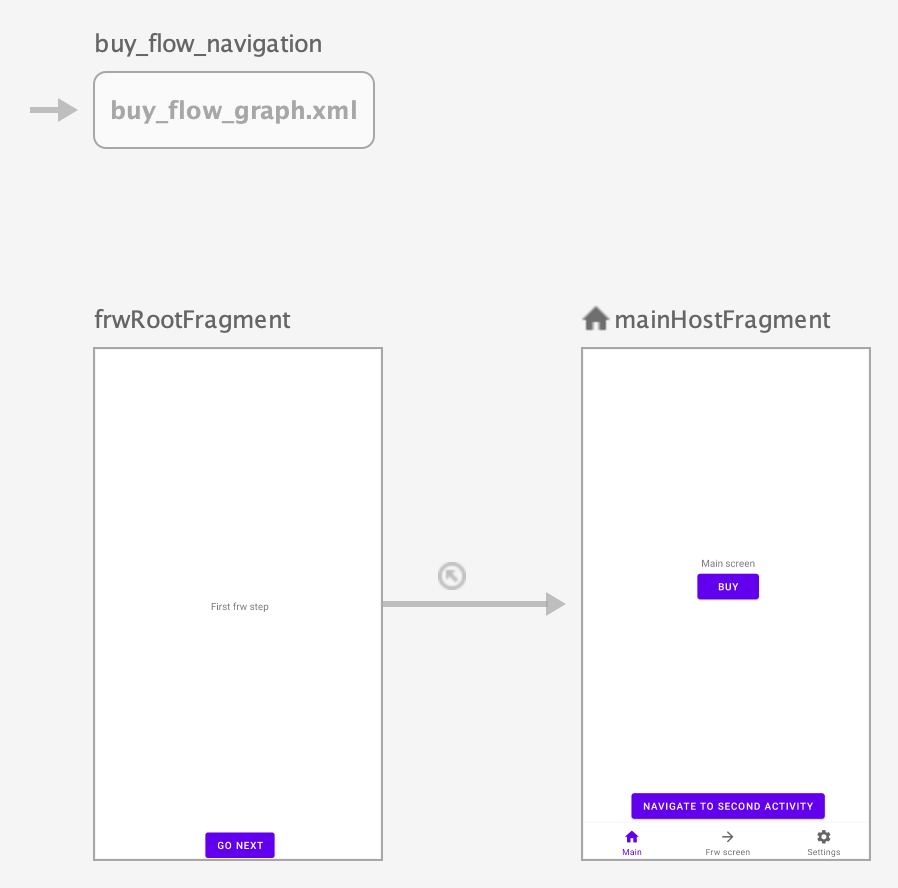 buy_flow_navigation
buy_flow_graph.xml
frwRootFragment
mainHostFragment
First frw step
GO NEXT
Main screen
BUY
NAVIGATE TO SECOND ACTIVITY
Main
Frw screen
Settings